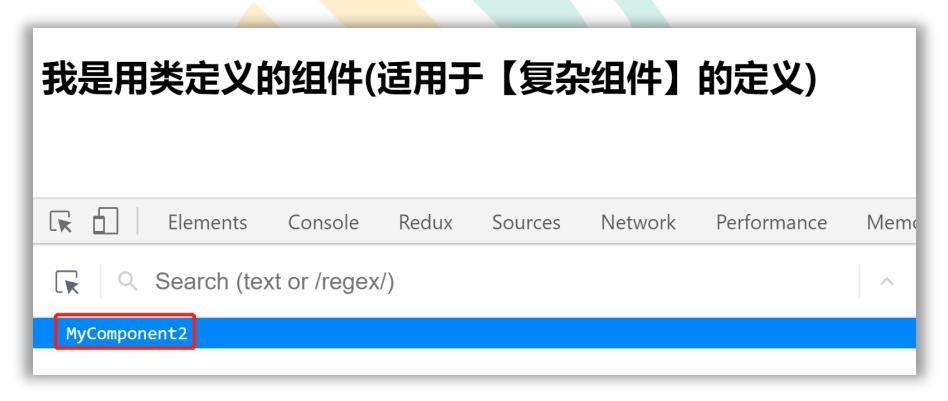 我是用类定义的组件(适用于【复杂组件】的定义)
Elements Console Redux Sources Network Performance Memo
Search (text or /regex/)
MyComponent2